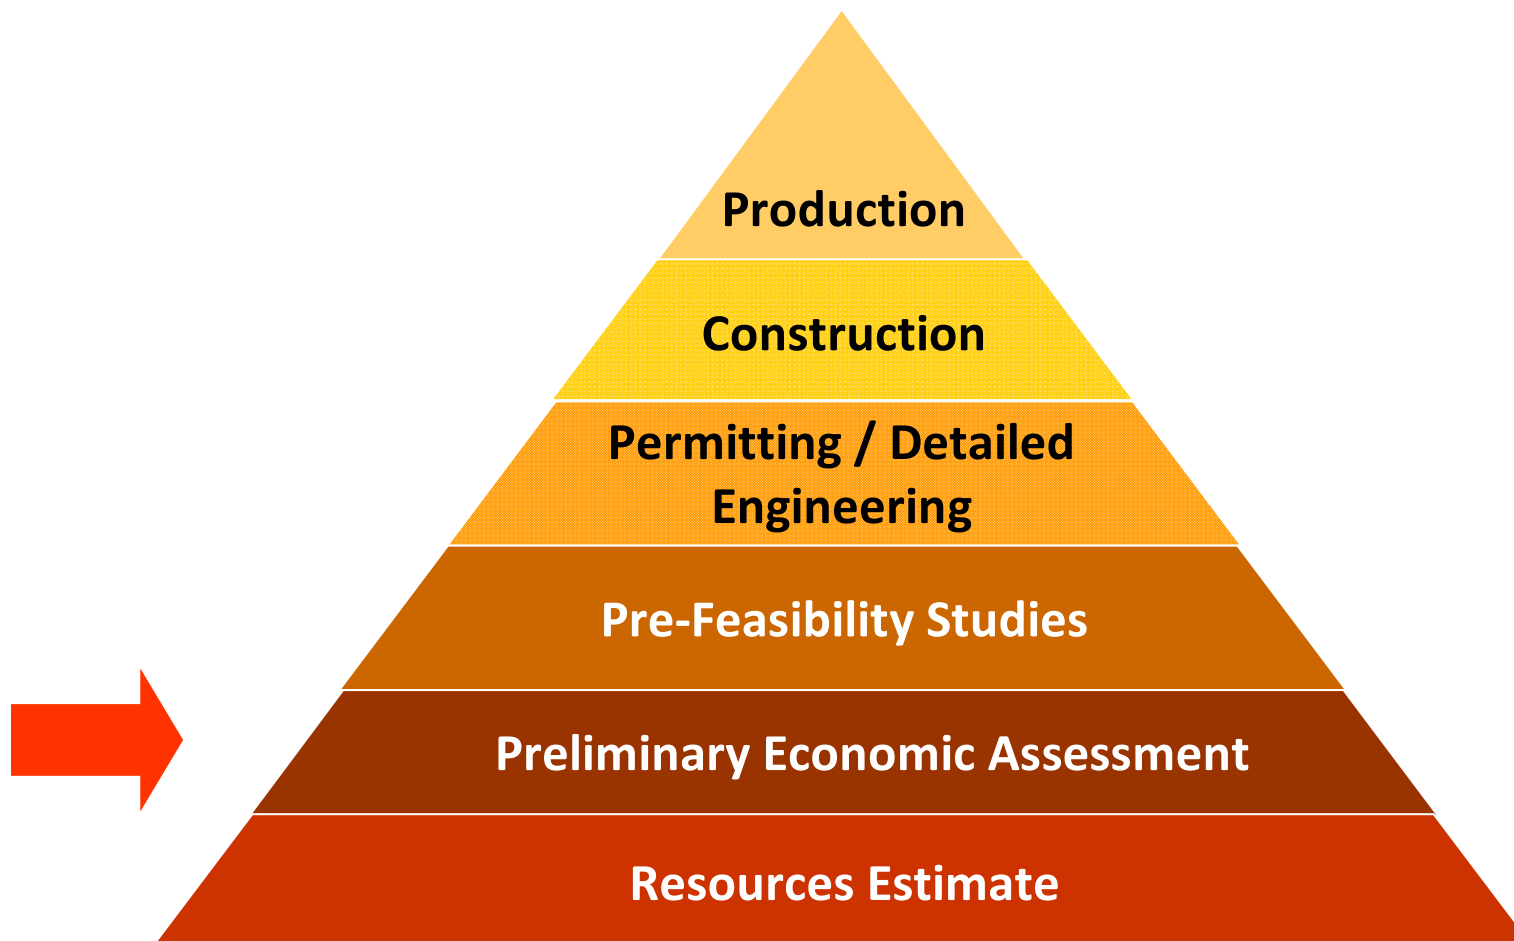 Production
Construction
Permitting / Detailed
Engineering
Pre-Feasibility Studies
Preliminary Economic Assessment
Resources Estimate